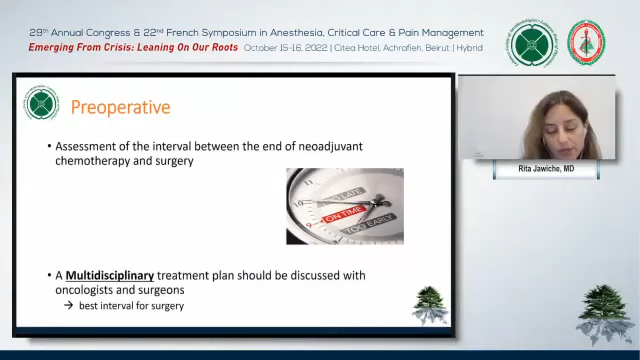 29th Annual Congress & 22nd French Symposium in Anesthesia, Critical Care & Pain Management
Emerging From Crisis: Leaning On Our Roots October 15-16, 2022 | Citea Hotel, Achrafieh, Beirut | Hybrid
Preoperative
• Assessment of the interval between the end of neoadjuvant
chemotherapy and surgery
11
10
9
LATE
ON TIME
TOO EARLY
• A Multidisciplinary treatment plan should be discussed with
oncologists and surgeons
→ best interval for surgery
Rita Jawiche, MD